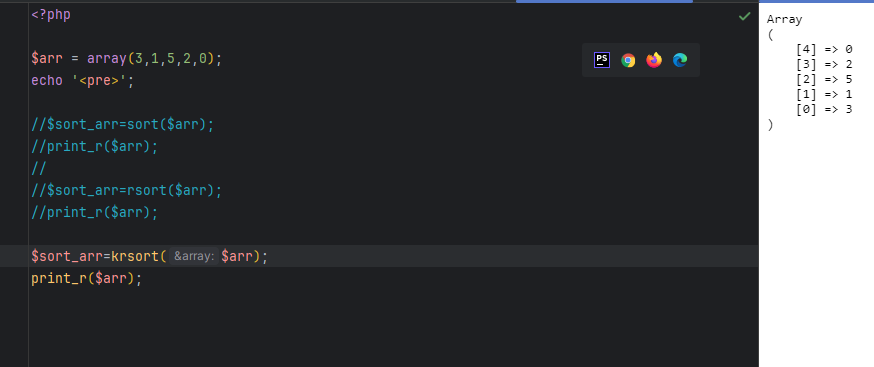 <?php
$arr = array(3,1,5,2,0);
echo '<pre>';
//$sort_arr=sort($arr);
//print_r($arr);
//
//$sort_arr=rsort($arr);
//print_r($arr);
$sort_arr=krsort( &array: $arr);
print_r($arr);
PS
Array
(
[4] => 0
[3] => 2
[2] => 5
[1] => 1
[0] => 3
)